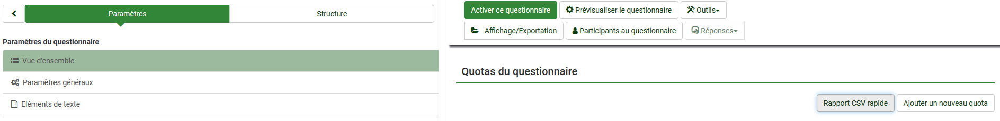 Paramètres
Structure
Paramètres du questionnaire
Vue d’ensemble
Paramètres généraux
Eléments de texte
Activer ce questionnaire
Prévisualiser le questionnaire
Outils
Affichage/Exportation
Participants au questionnaire
Réponses
Quotas du questionnaire
Rapport CSV rapide
Ajouter un nouveau quota